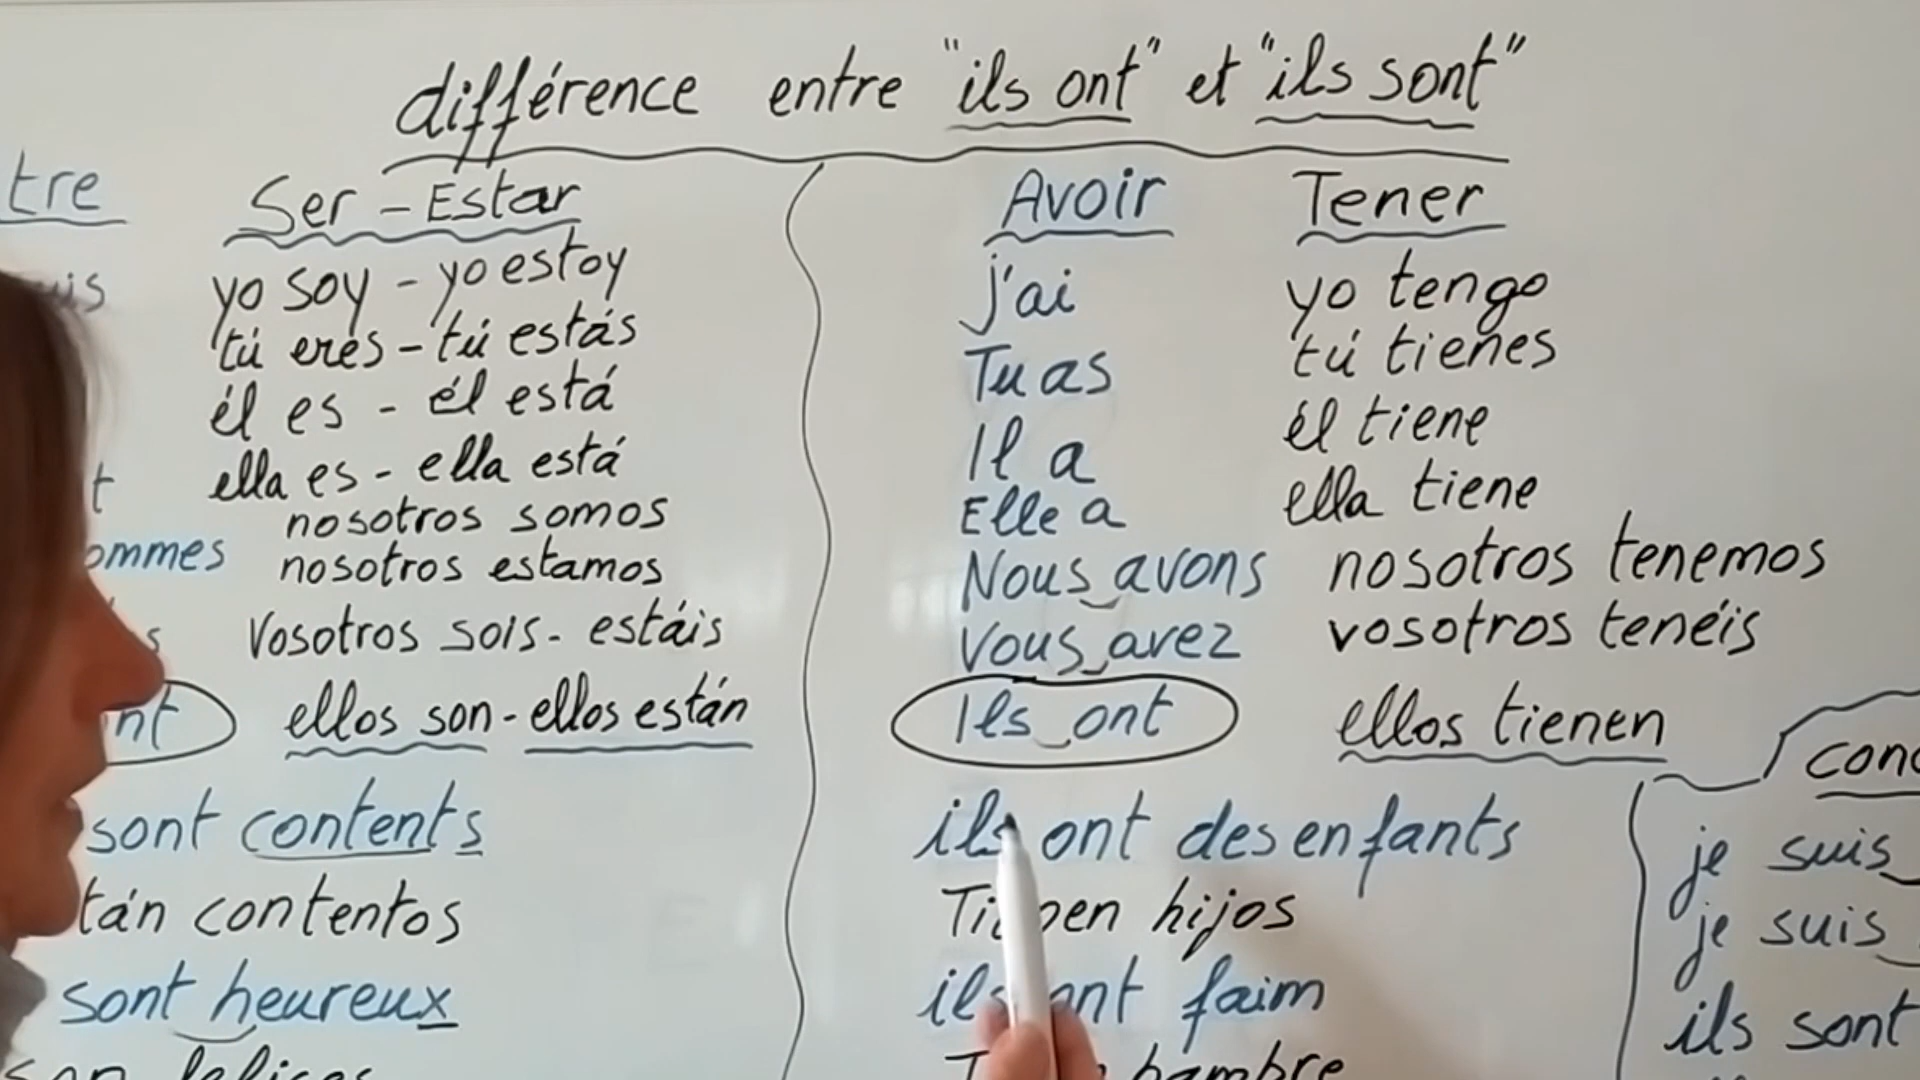 différence entre "ils ont" et "ils sont"
Ser - Estar
yo soy - yo estoy
tú eres - tú estás
él es - él está
ella es - ella está
nosotros somos
nosotros estamos
vosotros sois - estáis
ellos son - ellos están
sont contents
contentos
sont heureux
Avoir Tener
j'ai yo tengo
Tu as tú tienes
Il a él tiene
Elle a ella tiene
Nous avons nosotros tenemos
Vous avez vosotros tenéis
Ils ont ellos tienen
ils ont des enfants
hijos
faim
hambre
je suis
je suis
ils sont